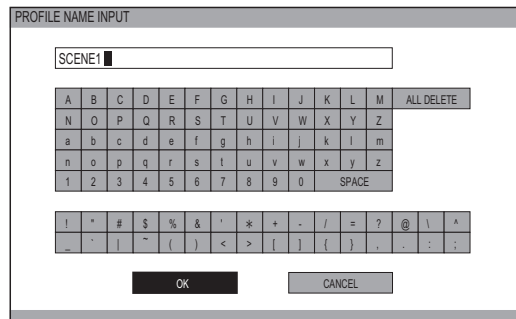 PROFILE NAME INPUT
SCENE1
A B C D E F G H I J K L M ALL DELETE
N O P Q R S T U V W X Y Z
a b c d e f g h i j k l m
n o p q r s t u v w x y z
1 2 3 4 5 6 7 8 9 0 SPACE
! " # $ % & ' * + - / = ? @ \ ^
_ ` | ~ ( ) < > [ ] { } , . : ;
OK CANCEL